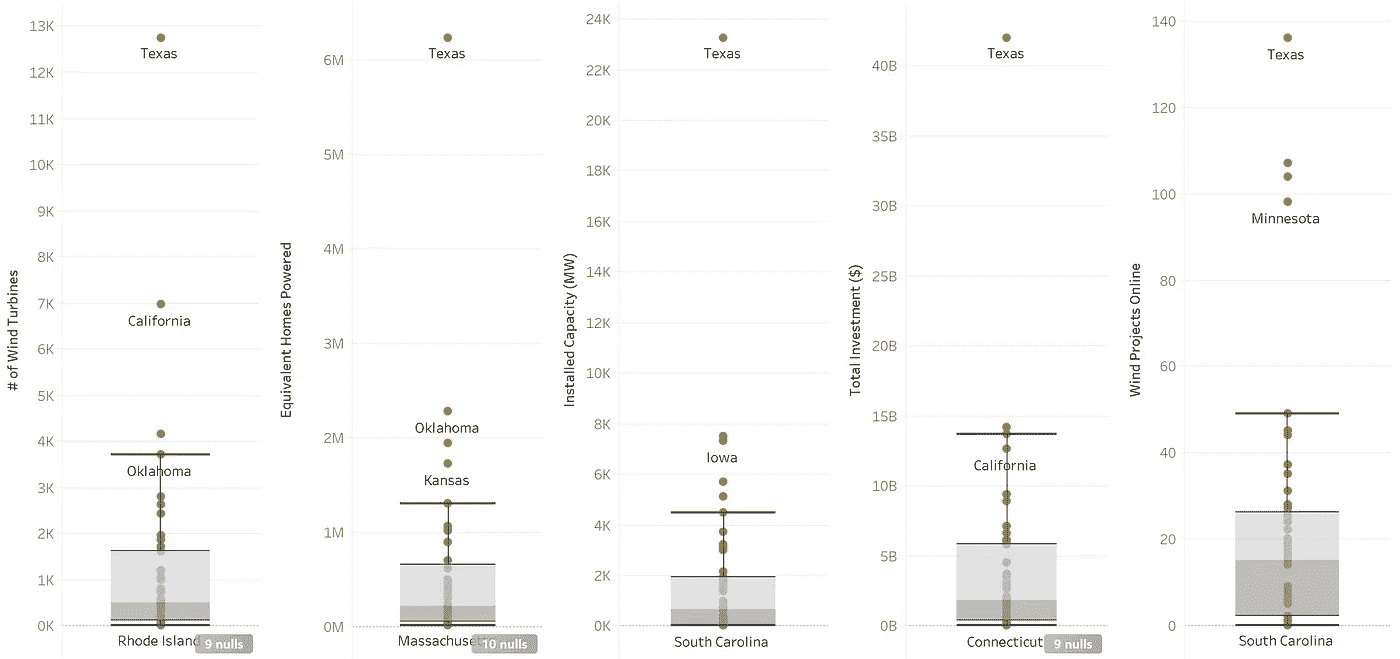 # of Wind Turbines
13K
12K
11K
10K
9K
8K
7K
6K
5K
4K
3K
2K
1K
0K
Texas
California
Oklahoma
Rhode Island
9 nulls
Equivalent Homes Powered
6M
5M
4M
3M
2M
1M
0M
Texas
Oklahoma
Kansas
Massachuset
10 nulls
Installed Capacity (MW)
24K
22K
20K
18K
16K
14K
12K
10K
8K
6K
4K
2K
0K
Texas
Iowa
South Carolina
Total Investment ($)
40B
35B
30B
25B
20B
15B
10B
5B
0B
Texas
California
Connecticut
9 nulls
Wind Projects Online
140
120
100
80
60
40
20
0
Texas
Minnesota
South Carolina